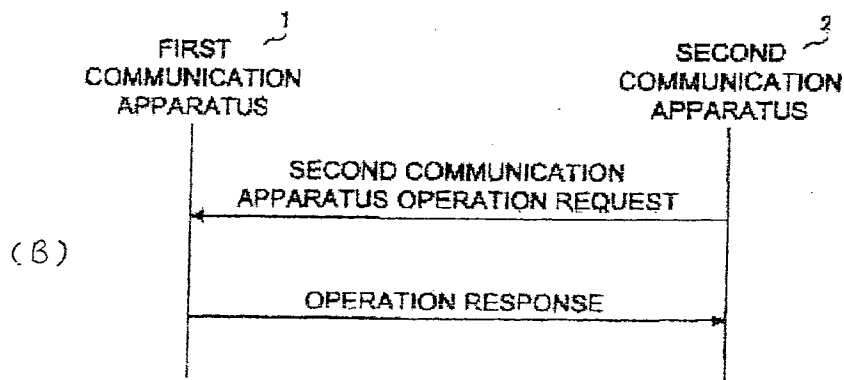 1
FIRST
COMMUNICATION
APPARATUS
2
SECOND
COMMUNICATION
APPARATUS
SECOND COMMUNICATION
APPARATUS OPERATION REQUEST
(B)
OPERATION RESPONSE